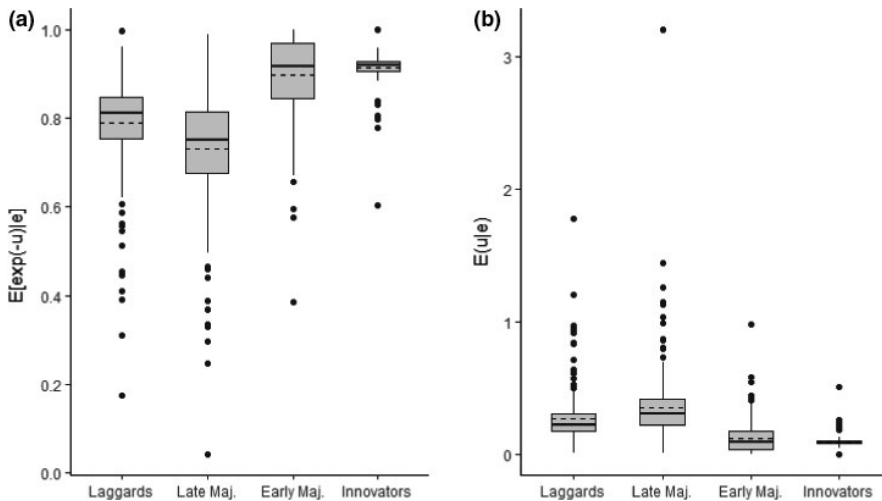 (a)
E[exp(-u)|e]
1.0
0.8
0.6
0.4
0.2
0.0
Laggards Late Maj. Early Maj. Innovators
(b)
E(u|e)
3
2
1
0
Laggards Late Maj. Early Maj. Innovators